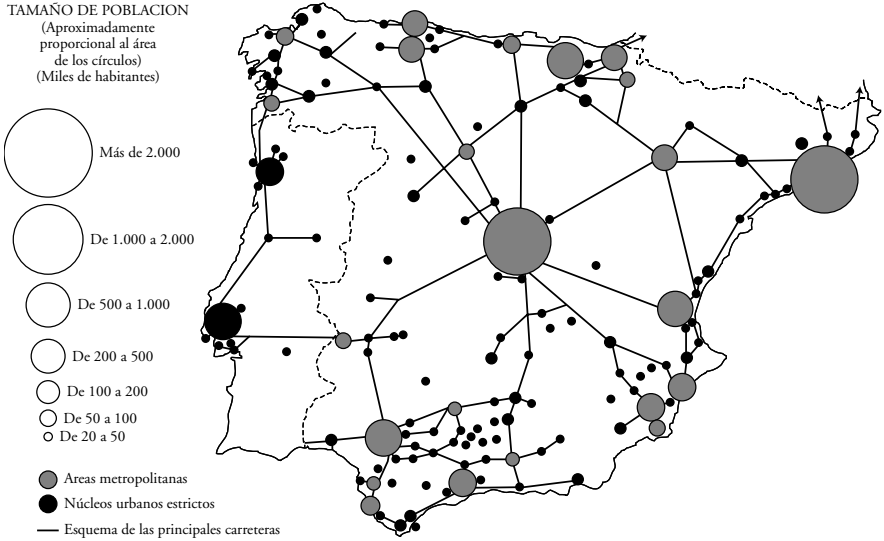 TAMAÑO DE POBLACION
(Aproximadamente
proporcional al área
de los círculos)
(Miles de habitantes)
Más de 2.000
De 1.000 a 2.000
De 500 a 1.000
De 200 a 500
De 100 a 200
De 50 a 100
De 20 a 50
Areas metropolitanas
Núcleos urbanos estrictos
Esquema de las principales carreteras